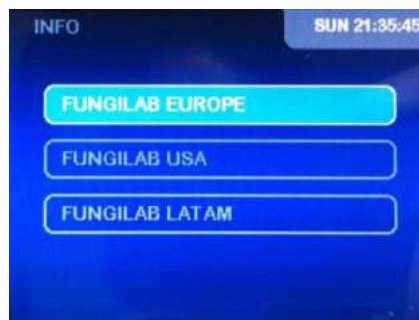 INFO
SUN 21:35:45
FUNGILAB EUROPE
FUNGILAB USA
FUNGILAB LATAM